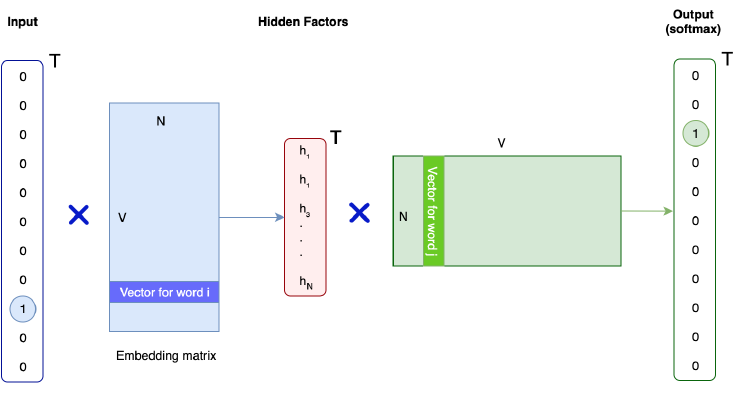 Input
T
0
0
0
0
0
0
0
0
1
0
0
×
N
V
Vector for word i
Embedding matrix
Hidden Factors
T
h1
h1
h3
.
.
.
hN
×
V
N
Vector for word j
Output
(softmax)
T
0
0
1
0
0
0
0
0
0
0
0